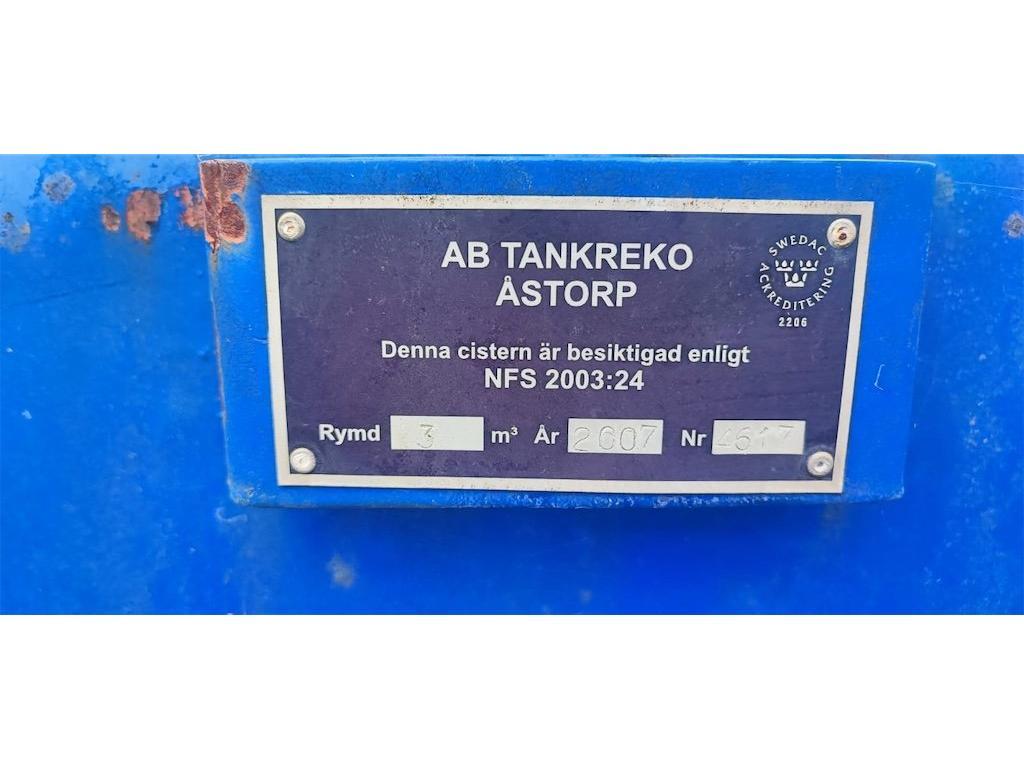 AB TANKREKO
ÅSTORP
SWEDAC
ACKREDITERING
2206
Denna cistern är besiktigad enligt
NFS 2003:24
Rymd 3 m³ År 2607 Nr 4617